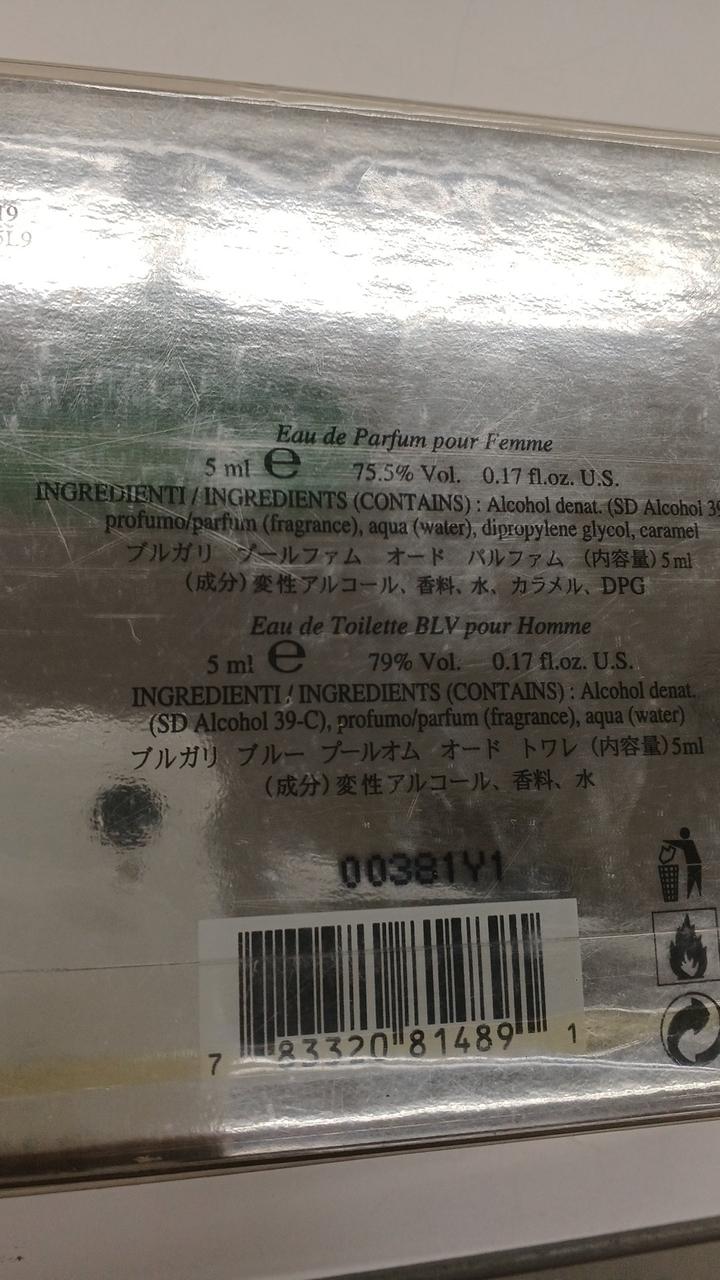 19
5L9
Eau de Parfum pour Femme
5 ml ℮ 75.5% Vol. 0.17 fl.oz. U.S.
INGREDIENTI / INGREDIENTS (CONTAINS) : Alcohol denat. (SD Alcohol 39
profumo/parfum (fragrance), aqua (water), dipropylene glycol, caramel
ブルガリ プールファム オード パルファム (内容量) 5 ml
(成分) 変性アルコール、香料、水、カラメル、DPG
Eau de Toilette BLV pour Homme
5 ml ℮ 79% Vol. 0.17 fl.oz. U.S.
INGREDIENTI / INGREDIENTS (CONTAINS) : Alcohol denat.
(SD Alcohol 39-C), profumo/parfum (fragrance), aqua (water)
ブルガリ ブルー プールオム オード トワレ (内容量) 5ml
(成分) 変性アルコール、香料、水
00381Y1
7 83320 81489 1